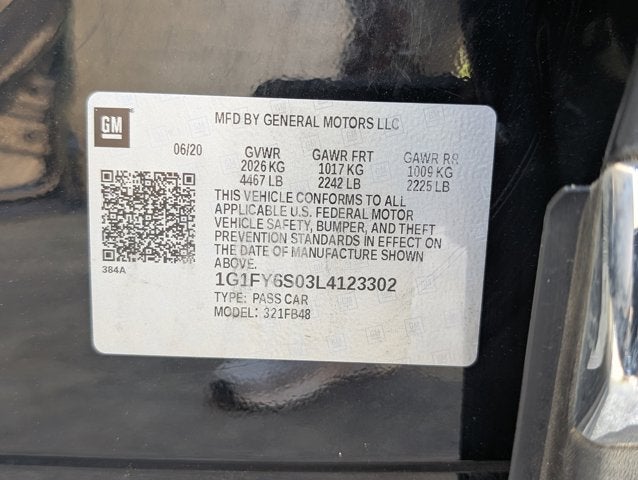 GM
MFD BY GENERAL MOTORS LLC
06/20 GVWR GAWR FRT GAWR RR
2026 KG 1017 KG 1009 KG
4467 LB 2242 LB 2225 LB
THIS VEHICLE CONFORMS TO ALL
APPLICABLE U.S. FEDERAL MOTOR
VEHICLE SAFETY, BUMPER, AND THEFT
PREVENTION STANDARDS IN EFFECT ON
THE DATE OF MANUFACTURE SHOWN
ABOVE.
384A
1G1FY6S03L4123302
TYPE: PASS CAR
MODEL: 321FB48